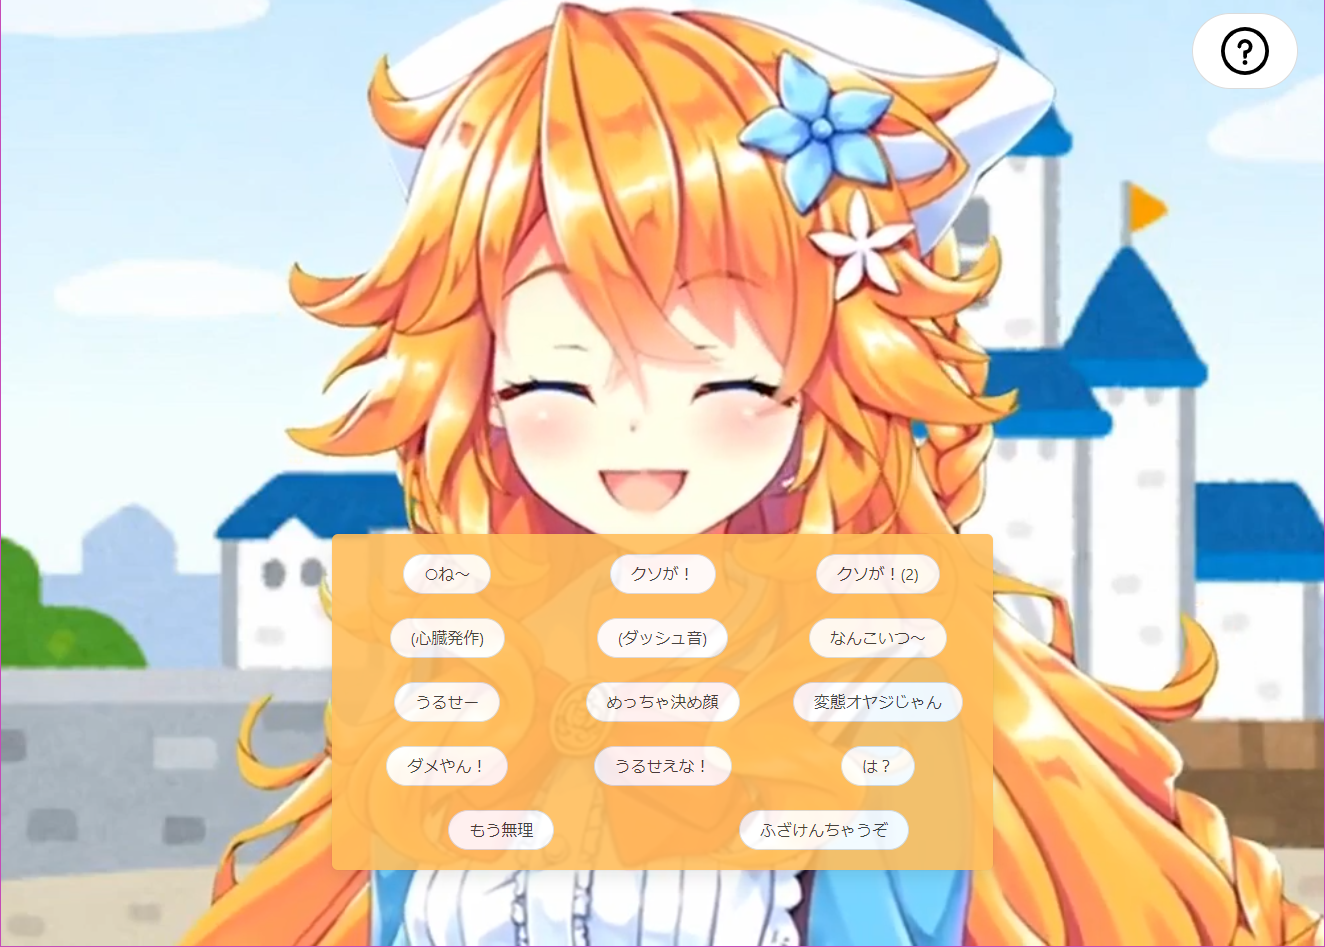 ○ね～ クソが！ クソが！(2)
(心臓発作) (ダッシュ音) なんこいつ～
うるせー めっちゃ決め顔 変態オヤジじゃん
ダメやん！ うるせえな！ は？
もう無理 ふざけんちゃうぞ